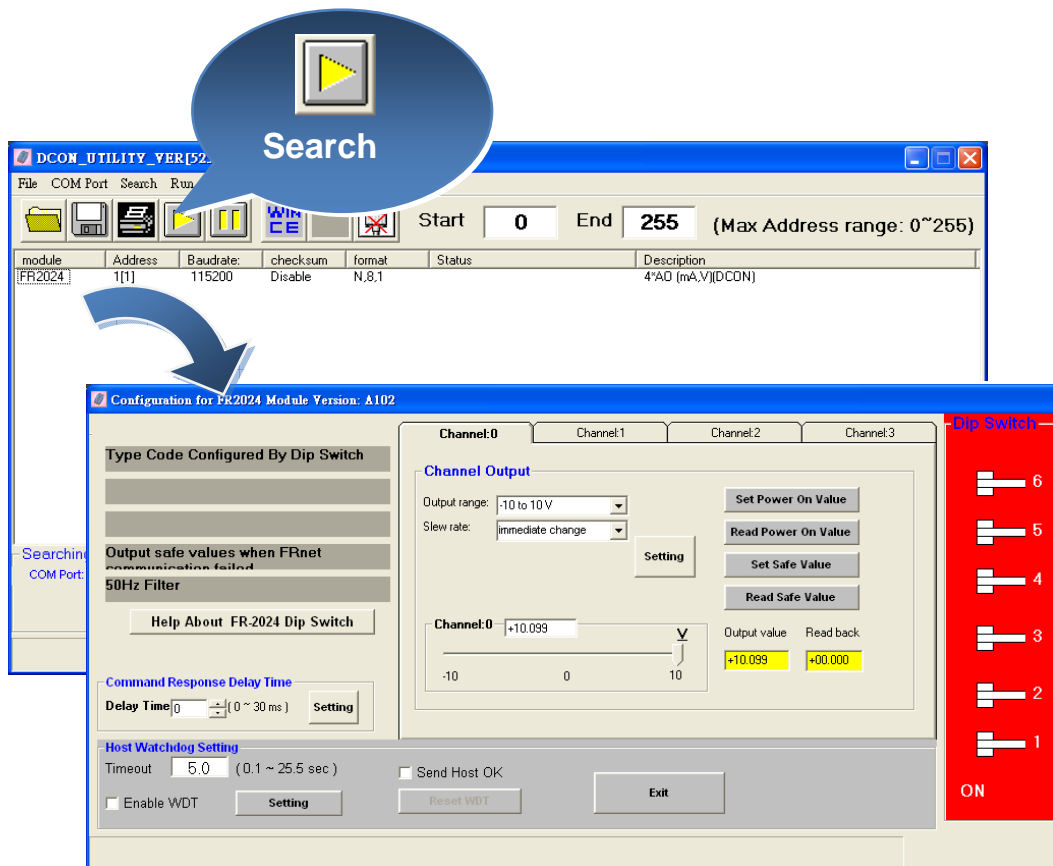 Search
DCON_UTILITY_VER[52
File COM Port Search Run
WIN CE
Start 0 End 255 (Max Address range: 0~255)
module Address Baudrate: checksum format Status Description
FR2024 1[1] 115200 Disable N,8,1 4*AO (mA,V)(DCON)
Searching
COM Port:
Configuration for FR2024 Module Version: A102
Type Code Configured By Dip Switch
Output safe values when FRnet
communication failed
50Hz Filter
Help About FR-2024 Dip Switch
Command Response Delay Time
Delay Time 0 ( 0 ~ 30 ms ) Setting
Channel:0 Channel:1 Channel:2 Channel:3
Channel Output
Output range: -10 to 10 V
Slew rate: immediate change
Setting
Set Power On Value
Read Power On Value
Set Safe Value
Read Safe Value
Channel:0 +10.099 V
-10 0 10
Output value Read back
+10.099 +00.000
Host Watchdog Setting
Timeout 5.0 ( 0.1 ~ 25.5 sec )
Enable WDT Setting
Send Host OK
Reset WDT
Exit
Dip Switch
6
5
4
3
2
1
ON